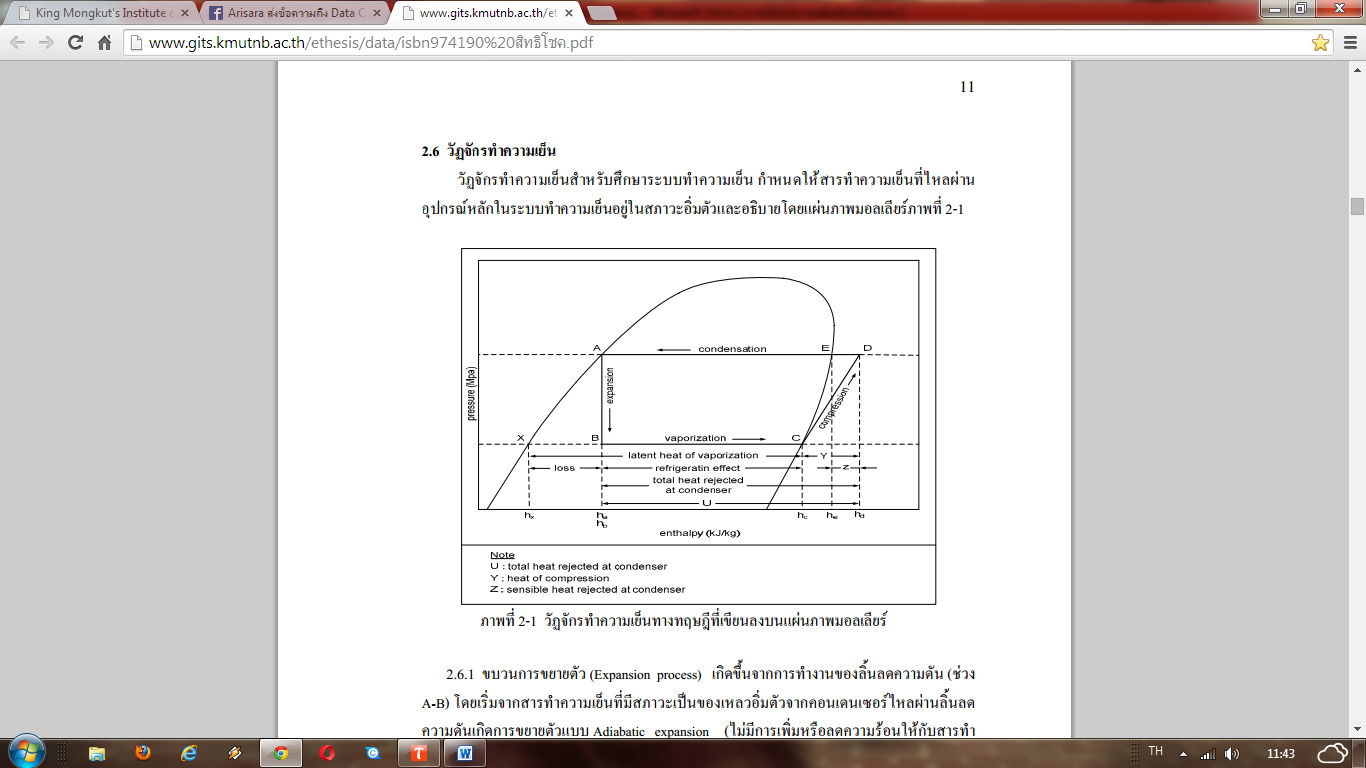 King Mongkut's Institute o
Arisara ส่งข้อความถึง Data C
www.gits.kmutnb.ac.th/et
www.gits.kmutnb.ac.th/ethesis/data/isbn974190%20สิทธิโชค.pdf
11
2.6 วัฏจักรทำความเย็น
วัฏจักรทำความเย็นสำหรับศึกษาระบบทำความเย็น กำหนดให้สารทำความเย็นที่ไหลผ่าน
อุปกรณ์หลักในระบบทำความเย็นอยู่ในสภาวะอิ่มตัวและอธิบายโดยแผ่นภาพมอลเลียร์ภาพที่ 2-1
A
condensation
E
D
pressure (Mpa)
expansion
compression
X
B
vaporization
C
latent heat of vaporization
Y
loss
refrigeratin effect
Z
total heat rejected
at condenser
U
hx
ha
hc
he
hd
hb
enthalpy (kJ/kg)
Note
U : total heat rejected at condenser
Y : heat of compression
Z : sensible heat rejected at condenser
ภาพที่ 2-1 วัฏจักรทำความเย็นทางทฤษฎีที่เขียนลงบนแผ่นภาพมอลเลียร์
2.6.1 ขบวนการขยายตัว (Expansion process) เกิดขึ้นจากการทำงานของลิ้นลดความดัน (ช่วง
A-B) โดยเริ่มจากสารทำความเย็นที่มีสภาวะเป็นของเหลวอิ่มตัวจากคอนเดนเซอร์ไหลผ่านลิ้นลด
ความดันเกิดการขยายตัวแบบ Adiabatic expansion (ไม่มีการเพิ่มหรือลดความร้อนให้กับสารทำ
TH
11:43